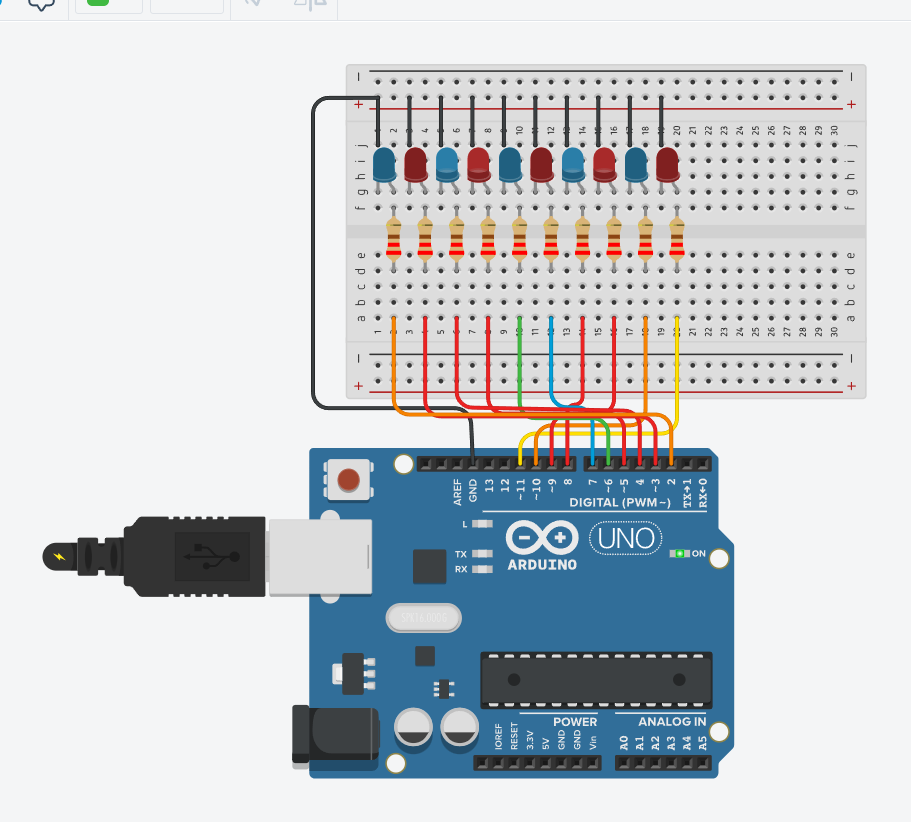 − −
+ +
1 2 3 4 5 6 7 8 9 10 11 12 13 14 15 16 17 18 19 20 21 22 23 24 25 26 27 28 29 30
j j
i i
h h
g g
f f
e e
d d
c c
b b
a a
1 2 3 4 5 6 7 8 9 10 11 12 13 14 15 16 17 18 19 20 21 22 23 24 25 26 27 28 29 30
− −
+ +
AREF GND 13 12 ~11 ~10 ~9 8 7 ~6 ~5 4 ~3 2 TX→1 RX←0
DIGITAL (PWM~)
L
TX
RX
− +
UNO
ARDUINO
ON
POWER ANALOG IN
IOREF RESET 3.3V 5V GND GND Vin A0 A1 A2 A3 A4 A5